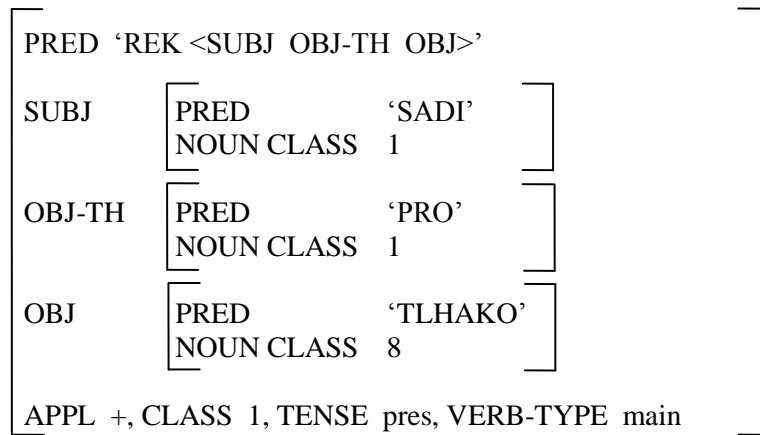 PRED ‘REK <SUBJ OBJ-TH OBJ>’
SUBJ PRED ‘SADI’
NOUN CLASS 1
OBJ-TH PRED ‘PRO’
NOUN CLASS 1
OBJ PRED ‘TLHAKO’
NOUN CLASS 8
APPL +, CLASS 1, TENSE pres, VERB-TYPE main